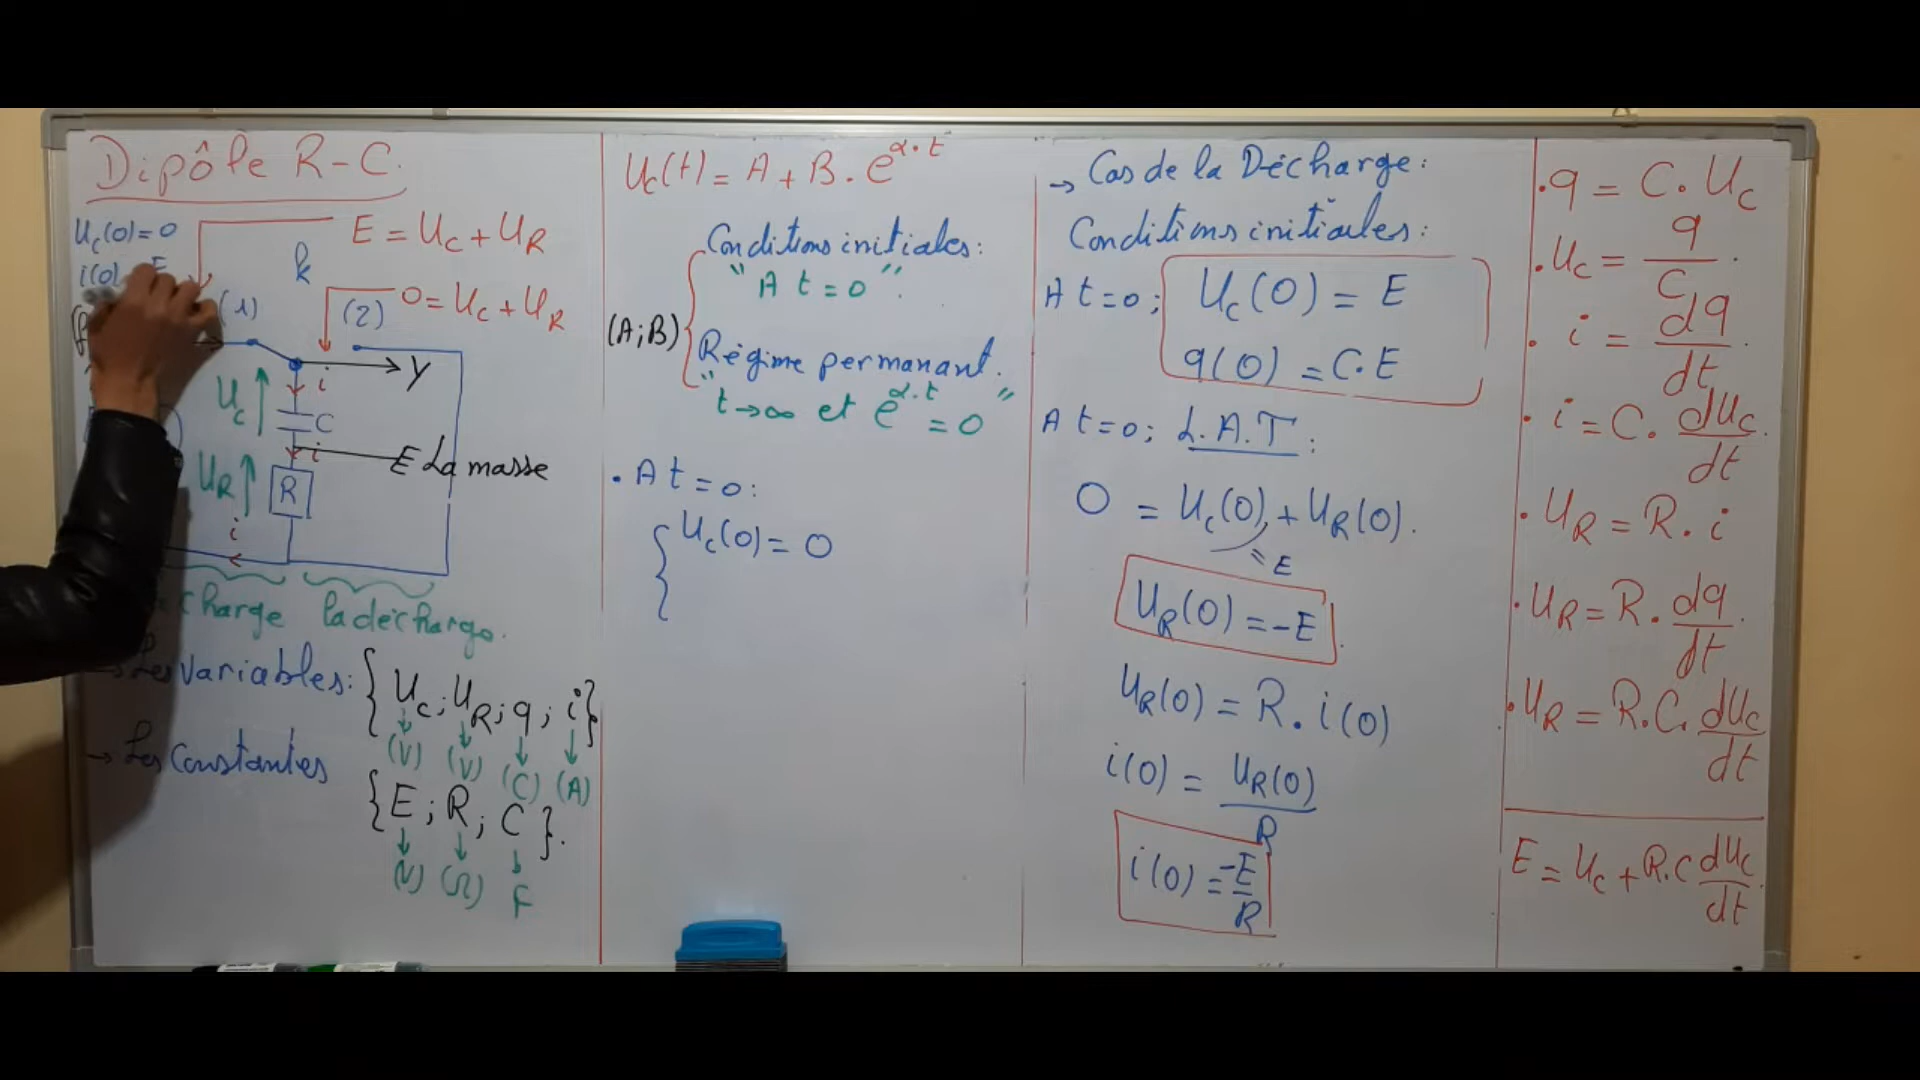 Dipôle R-C.
Uc(0)=0
i(0)
E = Uc + UR
k
(1)
(2)
0 = Uc + UR
y
Uc
i
C
i
La masse
UR
R
i
charge
la décharge.
→ Les variables: {Uc; UR; q; i}
(V) (V) (C) (A)
→ Les Constantes {E; R; C}.
(V) (Ω) F
Uc(t) = A + B.e^α.t
(A;B)
Conditions initiales:
"A t = 0".
Régime permanant.
"t→∞ et e^α.t = 0"
. A t = 0:
{ Uc(0) = 0
→ Cas de la Décharge:
Conditions initiales:
A t = 0; Uc(0) = E
q(0) = C.E
A t = 0; L.A.T:
0 = Uc(0) + UR(0).
= E
UR(0) = -E.
UR(0) = R. i(0)
i(0) = UR(0)/R
i(0) = -E/R
. q = C. Uc
. Uc = q/C.
. i = dq/dt.
. i = C. dUc/dt.
. UR = R. i
. UR = R. dq/dt.
. UR = R.C. dUc/dt
E = Uc + R.C dUc/dt.